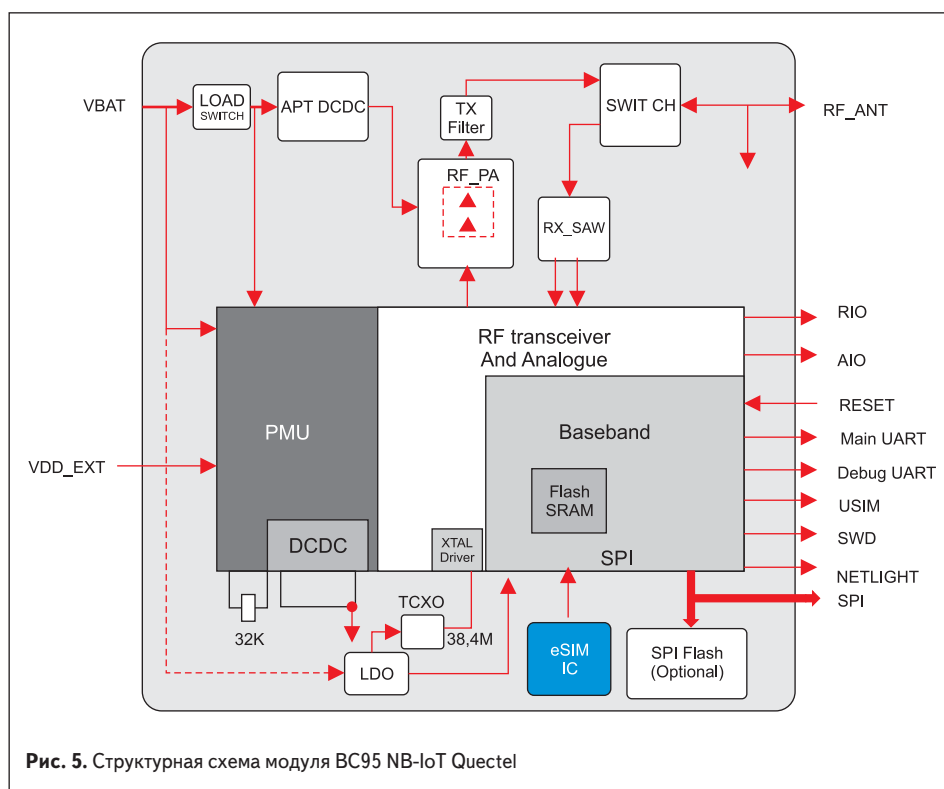 VBAT
LOAD
SWITCH
APT DCDC
TX
Filter
SWIT CH
RF_ANT
RF_PA
RX_SAW
RF transceiver
And Analogue
RIO
AIO
RESET
PMU
Baseband
Main UART
VDD_EXT
Debug UART
Flash
SRAM
USIM
SWD
DCDC
XTAL
Driver
SPI
NETLIGHT
SPI
32K
TCXO
38,4M
LDO
eSIM
IC
SPI Flash
(Optional)
Рис. 5. Структурная схема модуля BC95 NB-IoT Quectel